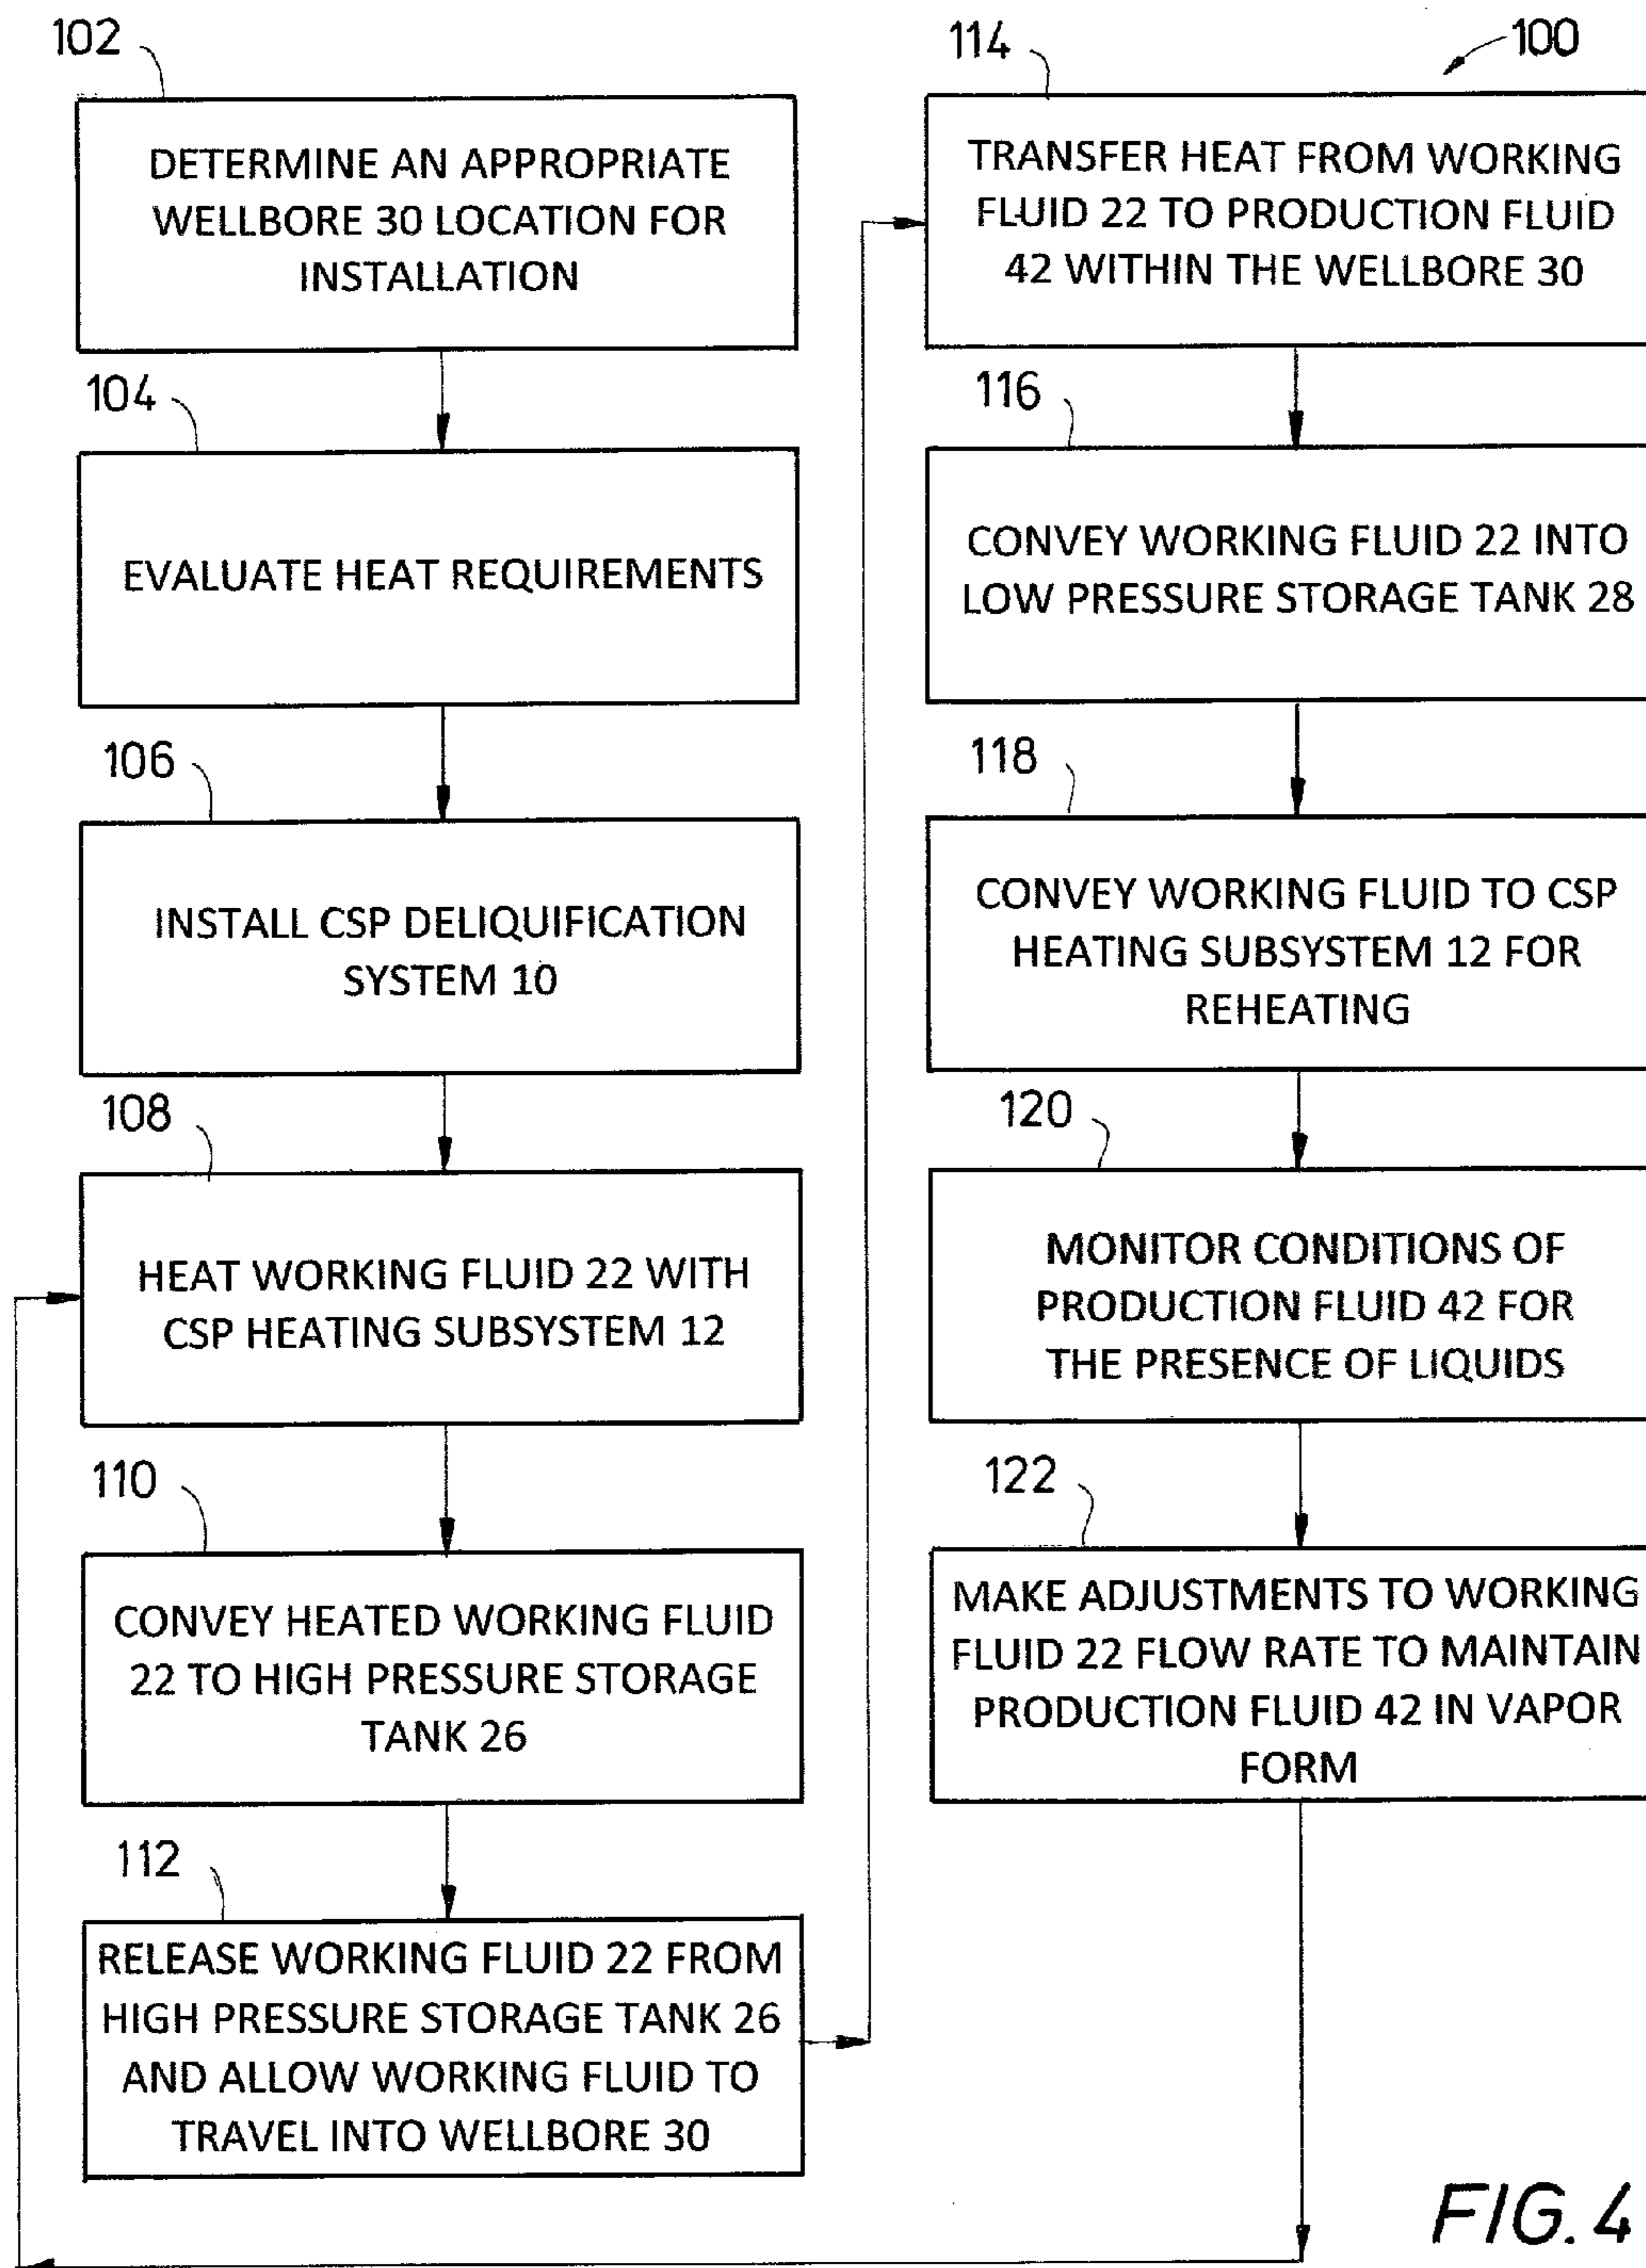 102
DETERMINE AN APPROPRIATE
WELLBORE 30 LOCATION FOR
INSTALLATION
104
EVALUATE HEAT REQUIREMENTS
106
INSTALL CSP DELIQUIFICATION
SYSTEM 10
108
HEAT WORKING FLUID 22 WITH
CSP HEATING SUBSYSTEM 12
110
CONVEY HEATED WORKING FLUID
22 TO HIGH PRESSURE STORAGE
TANK 26
112
RELEASE WORKING FLUID 22 FROM
HIGH PRESSURE STORAGE TANK 26
AND ALLOW WORKING FLUID TO
TRAVEL INTO WELLBORE 30
100
114
TRANSFER HEAT FROM WORKING
FLUID 22 TO PRODUCTION FLUID
42 WITHIN THE WELLBORE 30
116
CONVEY WORKING FLUID 22 INTO
LOW PRESSURE STORAGE TANK 28
118
CONVEY WORKING FLUID TO CSP
HEATING SUBSYSTEM 12 FOR
REHEATING
120
MONITOR CONDITIONS OF
PRODUCTION FLUID 42 FOR
THE PRESENCE OF LIQUIDS
122
MAKE ADJUSTMENTS TO WORKING
FLUID 22 FLOW RATE TO MAINTAIN
PRODUCTION FLUID 42 IN VAPOR
FORM
FIG. 4